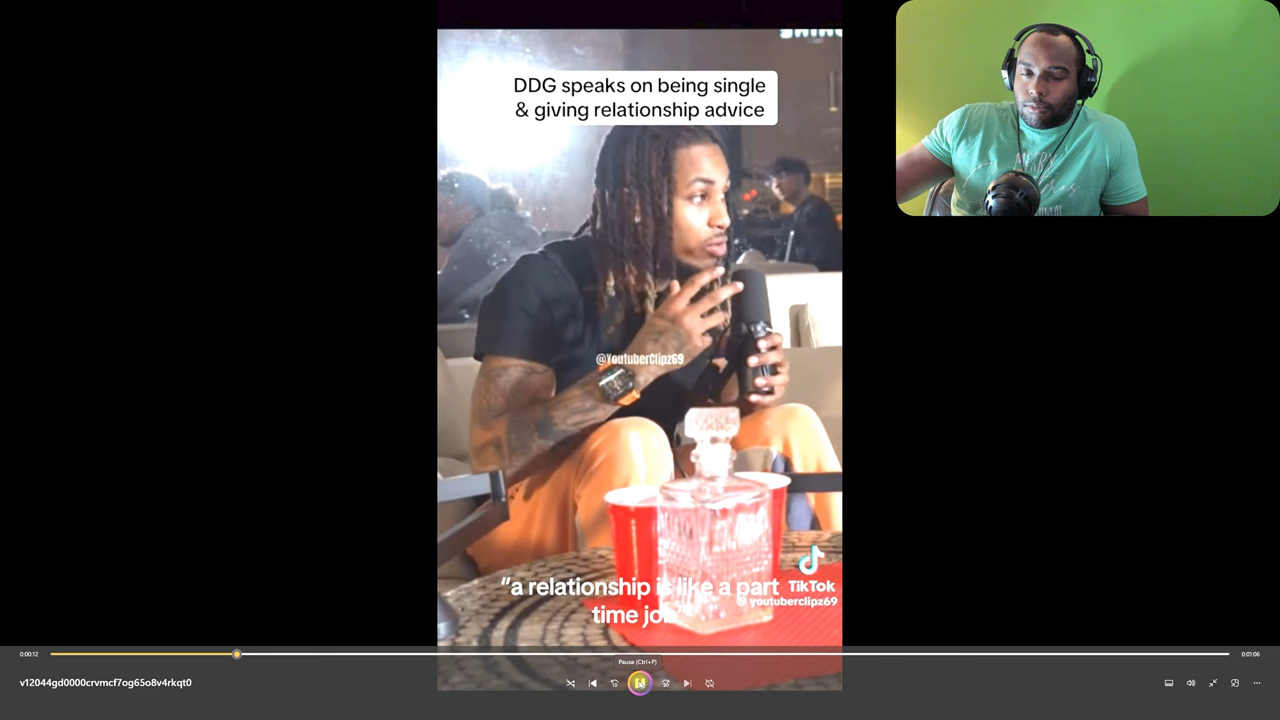 DDG speaks on being single
& giving relationship advice
@YoutuberClipz69
"a relationship is like a part
time job"
TikTok
@ youtuberclipz69
Pause (Ctrl+P)
0:00:12
0:01:06
v12044gd0000crvmcf7og65o8v4rkqt0